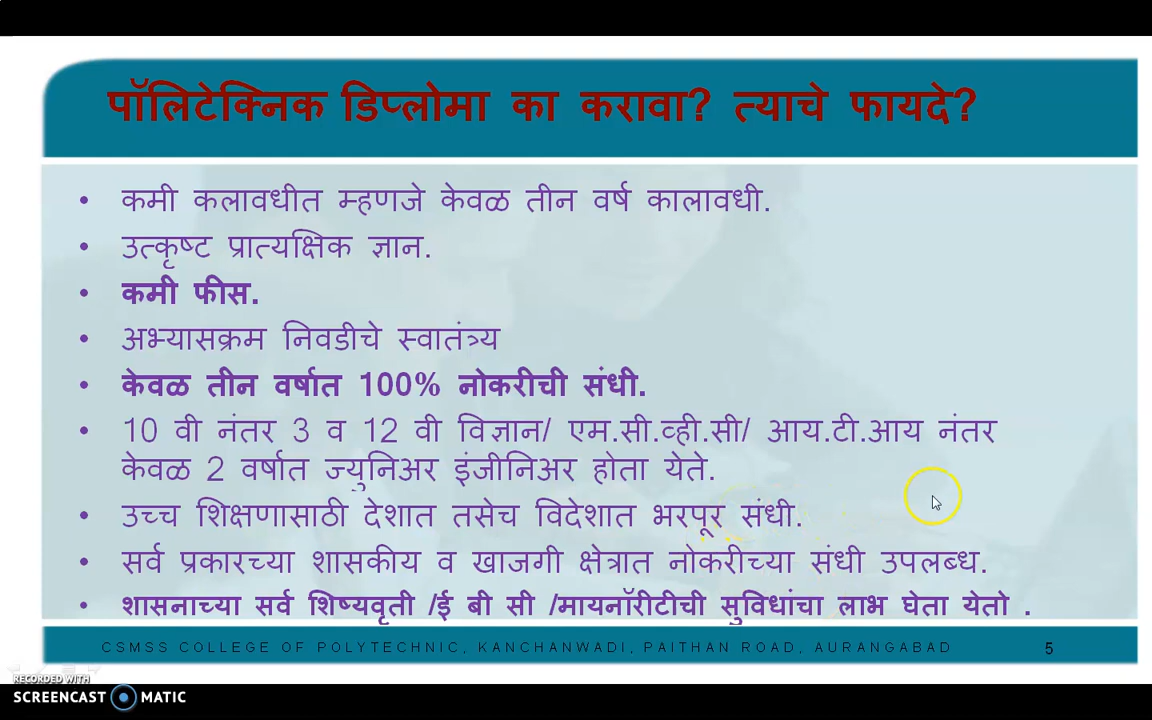 पॉलिटेक्निक डिप्लोमा का करावा? त्याचे फायदे?
• कमी कलावधीत म्हणजे केवळ तीन वर्ष कालावधी.
• उत्कृष्ट प्रात्यक्षिक ज्ञान.
• कमी फीस.
• अभ्यासक्रम निवडीचे स्वातंत्र्य
• केवळ तीन वर्षात 100% नोकरीची संधी.
• 10 वी नंतर 3 व 12 वी विज्ञान/ एम.सी.व्ही.सी/ आय.टी.आय नंतर
केवळ 2 वर्षात ज्युनिअर इंजीनिअर होता येते.
• उच्च शिक्षणासाठी देशात तसेच विदेशात भरपूर संधी.
• सर्व प्रकारच्या शासकीय व खाजगी क्षेत्रात नोकरीच्या संधी उपलब्ध.
• शासनाच्या सर्व शिष्यवृती /ई बी सी /मायनॉरीटीची सुविधांचा लाभ घेता येतो .
CSMSS COLLEGE OF POLYTECHNIC, KANCHANWADI, PAITHAN ROAD, AURANGABAD 5
RECORDED WITH
SCREENCAST MATIC